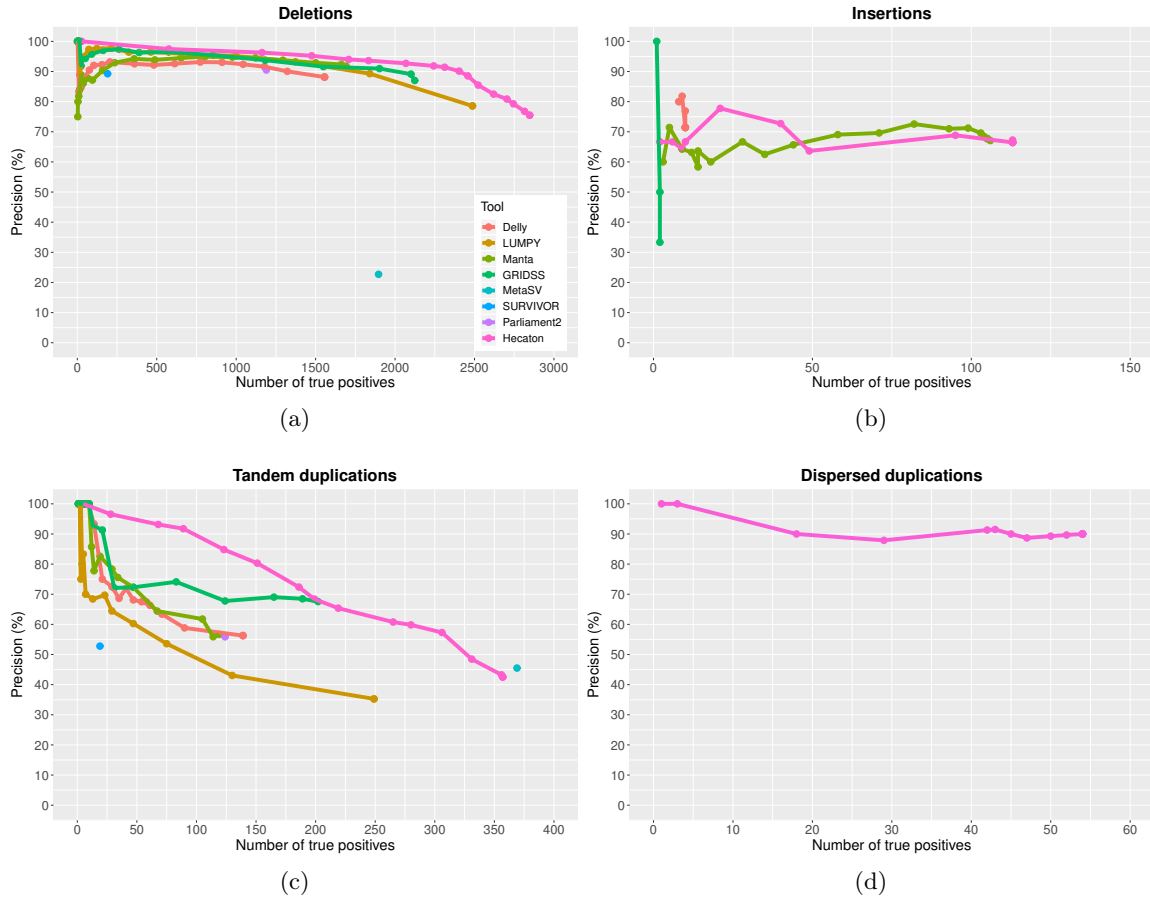 Deletions
Precision (%)
100
90
80
70
60
50
40
30
20
10
0
Tool
Delly
LUMPY
Manta
GRIDSS
MetaSV
SURVIVOR
Parliament2
Hecaton
0 500 1000 1500 2000 2500 3000
Number of true positives
(a)
Insertions
Precision (%)
100
90
80
70
60
50
40
30
20
10
0
0 50 100 150
Number of true positives
(b)
Tandem duplications
Precision (%)
100
90
80
70
60
50
40
30
20
10
0
0 50 100 150 200 250 300 350 400
Number of true positives
(c)
Dispersed duplications
Precision (%)
100
90
80
70
60
50
40
30
20
10
0
0 10 20 30 40 50 60
Number of true positives
(d)